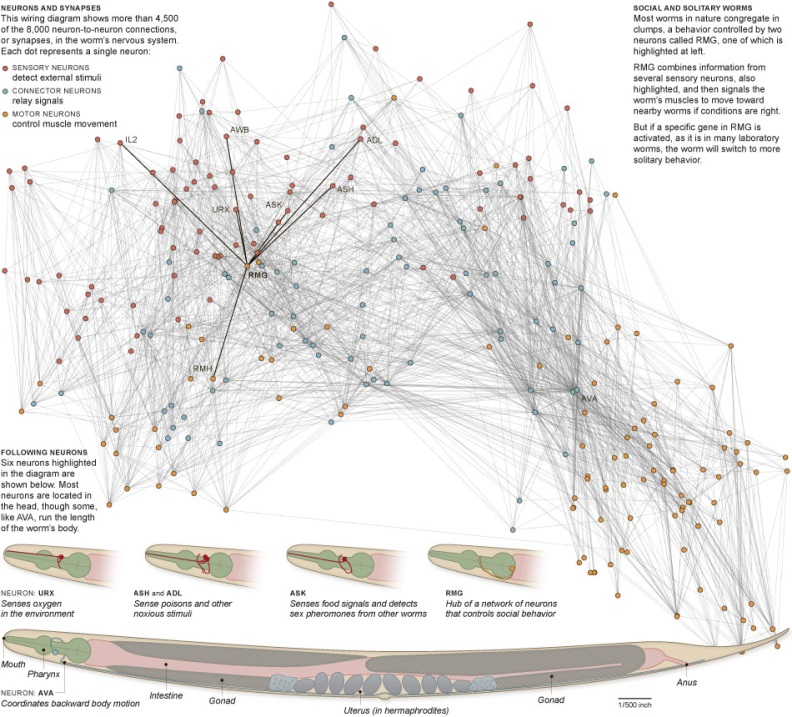 NEURONS AND SYNAPSES
This wiring diagram shows more than 4,500
of the 8,000 neuron-to-neuron connections,
or synapses, in the worm's nervous system.
Each dot represents a single neuron:
SENSORY NEURONS
detect external stimuli
CONNECTOR NEURONS
relay signals
MOTOR NEURONS
control muscle movement
SOCIAL AND SOLITARY WORMS
Most worms in nature congregate in
clumps, a behavior controlled by two
neurons called RMG, one of which is
highlighted at left.
RMG combines information from
several sensory neurons, also
highlighted, and then signals the
worm's muscles to move toward
nearby worms if conditions are right.
But if a specific gene in RMG is
activated, as it is in many laboratory
worms, the worm will switch to more
solitary behavior.
IL2
AWB
ADL
ASH
URX
ASK
RMG
RMH
AVA
FOLLOWING NEURONS
Six neurons highlighted
in the diagram are
shown below. Most
neurons are located in
the head, though some,
like AVA, run the length
of the worm's body.
NEURON: URX
Senses oxygen
in the environment
ASH and ADL
Sense poisons and other
noxious stimuli
ASK
Senses food signals and detects
sex pheromones from other worms
RMG
Hub of a network of neurons
that controls social behavior
Mouth
Pharynx
NEURON: AVA
Coordinates backward body motion
Intestine
Gonad
Uterus (in hermaphrodites)
Gonad
1/500 inch
Anus